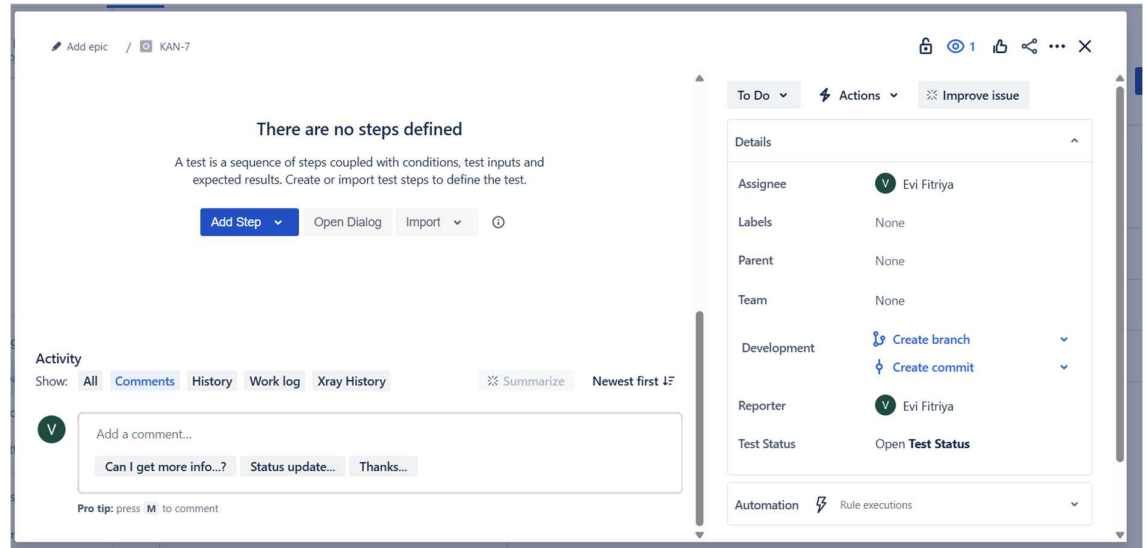 Add epic / KAN-7
1
There are no steps defined
A test is a sequence of steps coupled with conditions, test inputs and
expected results. Create or import test steps to define the test.
Add Step
Open Dialog
Import
Activity
Show: All Comments History Work log Xray History
Summarize
Newest first
V
Add a comment...
Can I get more info...? Status update... Thanks...
Pro tip: press M to comment
To Do
Actions
Improve issue
Details
Assignee
V Evi Fitriya
Labels
None
Parent
None
Team
None
Development
Create branch
Create commit
Reporter
V Evi Fitriya
Test Status
Open Test Status
Automation
Rule executions